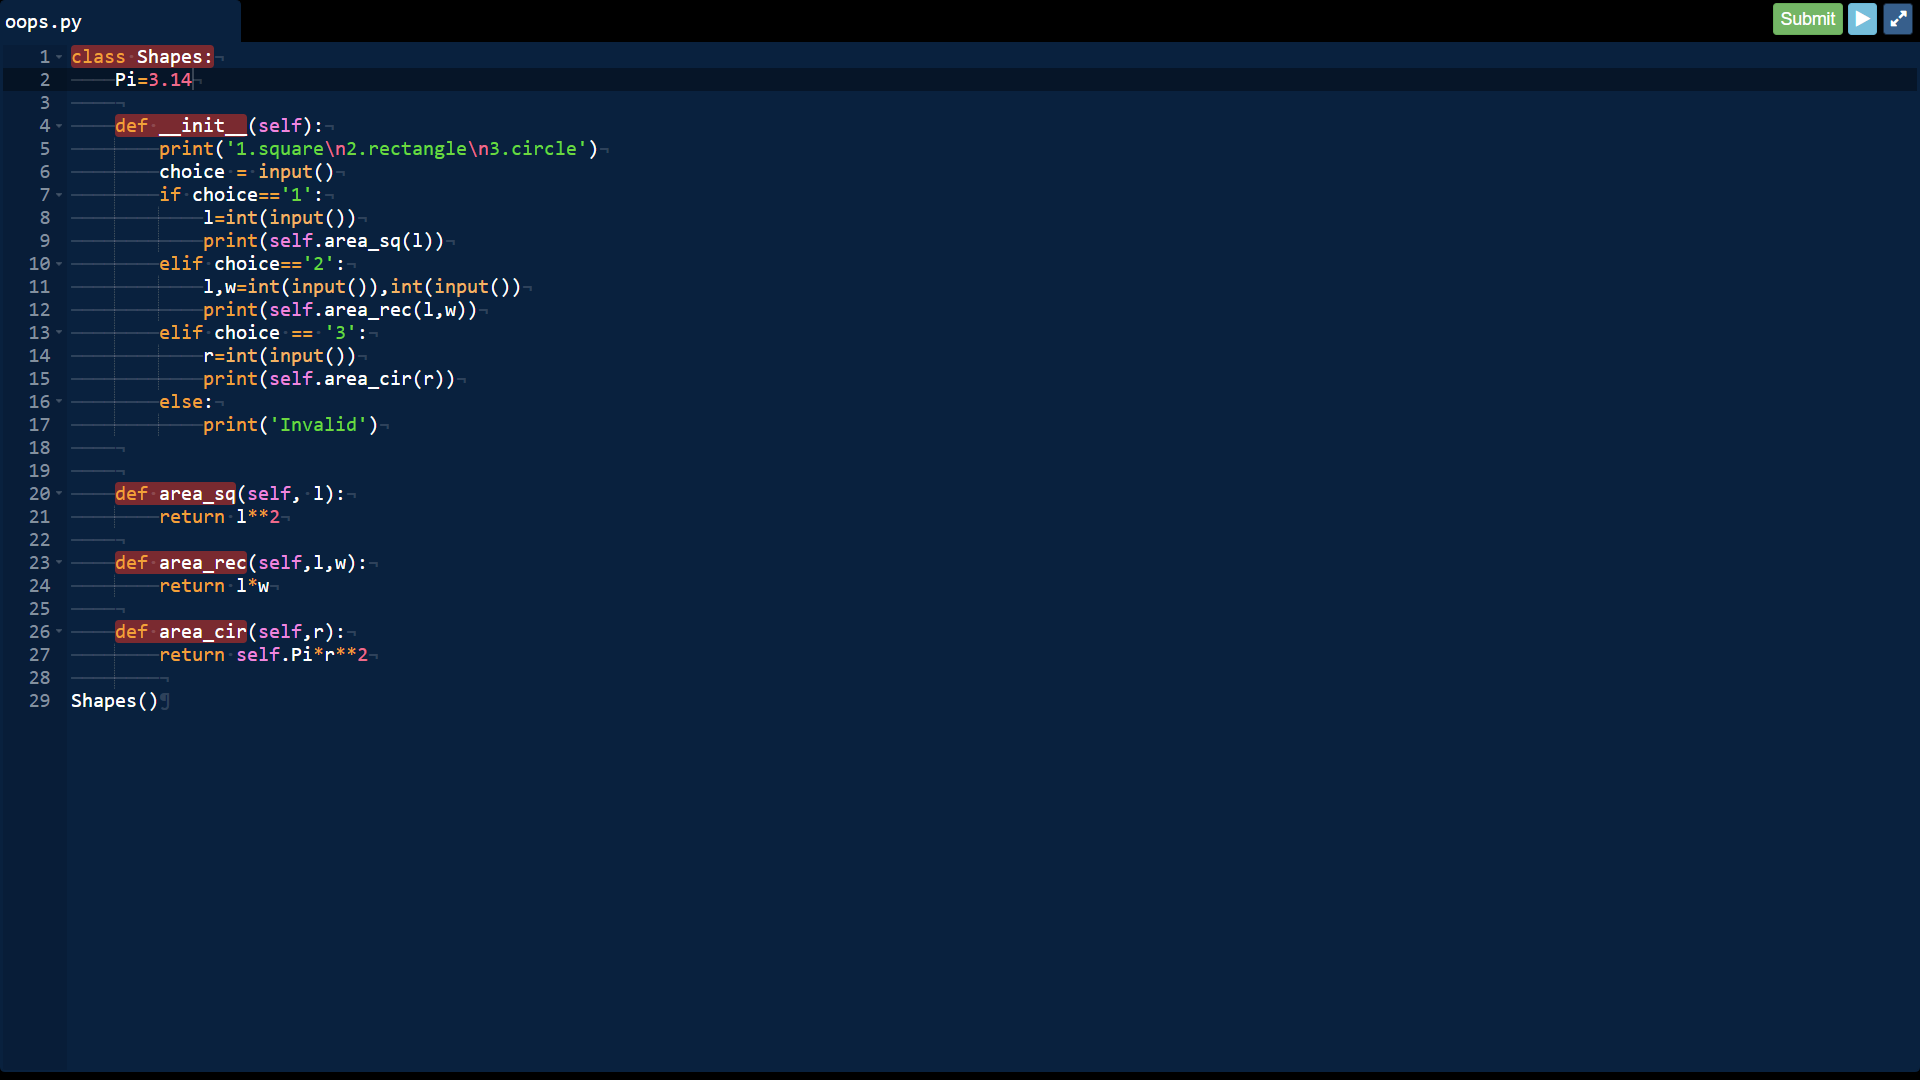 oops.py
Submit
1 class Shapes:
2     Pi=3.14
3
4     def __init__(self):
5         print('1.square\n2.rectangle\n3.circle')
6         choice = input()
7         if choice=='1':
8             l=int(input())
9             print(self.area_sq(l))
10         elif choice=='2':
11             l,w=int(input()),int(input())
12             print(self.area_rec(l,w))
13         elif choice == '3':
14             r=int(input())
15             print(self.area_cir(r))
16         else:
17             print('Invalid')
18
19
20     def area_sq(self, l):
21         return l**2
22
23     def area_rec(self,l,w):
24         return l*w
25
26     def area_cir(self,r):
27         return self.Pi*r**2
28
29 Shapes()